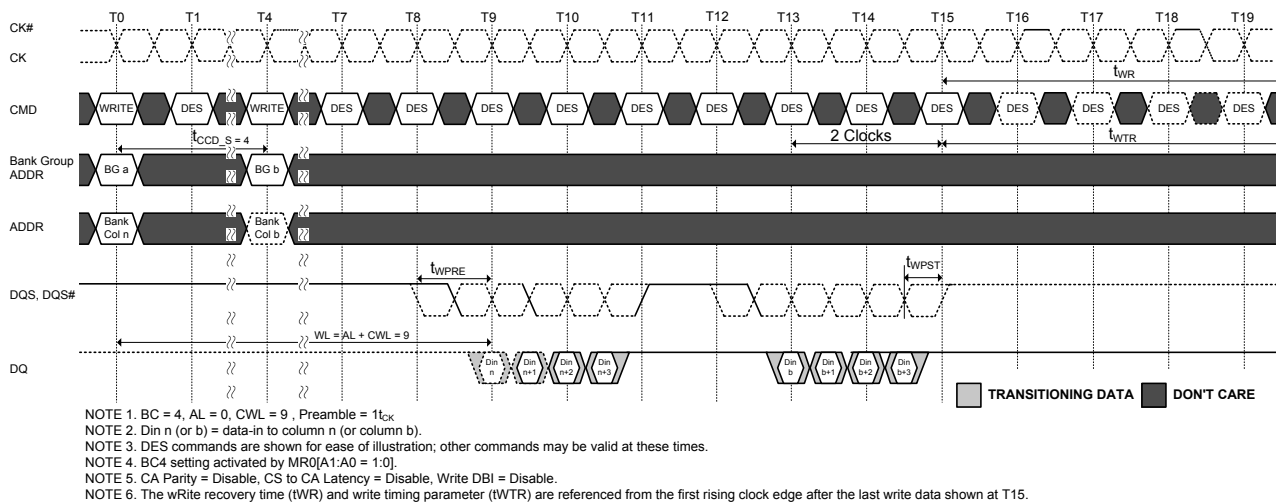 T0 T1 T4 T7 T8 T9 T10 T11 T12 T13 T14 T15 T16 T17 T18 T19
CK#
CK
tWR
CMD
WRITE DES WRITE DES DES DES DES DES DES DES DES DES DES DES DES DES
tCCD_S = 4
2 Clocks
tWTR
Bank Group
ADDR
BG a BG b
ADDR
Bank
Col n
Bank
Col b
tWPRE
tWPST
DQS, DQS#
WL = AL + CWL = 9
DQ
Din
n
Din
n+1
Din
n+2
Din
n+3
Din
b
Din
b+1
Din
b+2
Din
b+3
TRANSITIONING DATA
DON'T CARE
NOTE 1. BC = 4, AL = 0, CWL = 9 , Preamble = 1tCK
NOTE 2. Din n (or b) = data-in to column n (or column b).
NOTE 3. DES commands are shown for ease of illustration; other commands may be valid at these times.
NOTE 4. BC4 setting activated by MR0[A1:A0 = 1:0].
NOTE 5. CA Parity = Disable, CS to CA Latency = Disable, Write DBI = Disable.
NOTE 6. The wRite recovery time (tWR) and write timing parameter (tWTR) are referenced from the first rising clock edge after the last write data shown at T15.